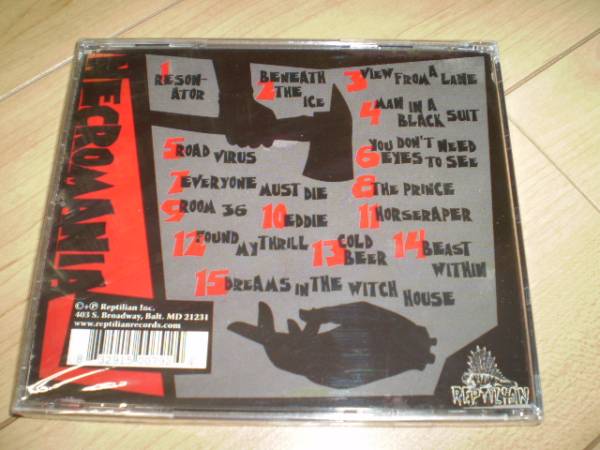 NECROMANIA
1 RESON-
ATOR
BENEATH
2 THE
ICE
3 VIEW FROM A LANE
4 MAN IN A
BLACK SUIT
5 ROAD VIRUS
YOU DON'T NEED
6 EYES TO SEE
7 EVERYONE MUST DIE
8 THE PRINCE
9 ROOM 36
10 EDDIE
11 HORSERAPER
12 FOUND
MY THRILL
13 COLD
BEER
14 BEAST
WITHIN
15 DREAMS IN THE WITCH HOUSE
©+℗ Reptilian Inc.
403 S. Broadway, Balt. MD 21231
www.reptilianrecords.com
REPTILIAN